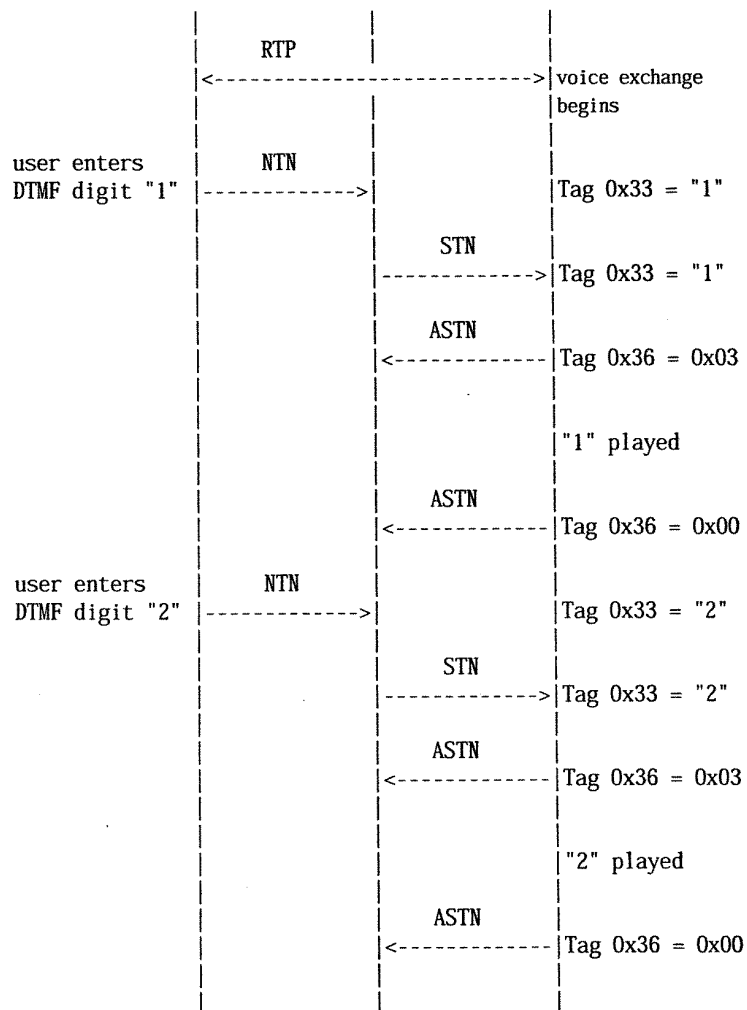 RTP
voice exchange
begins
user enters NTN
DTMF digit "1" Tag 0x33 = "1"
STN
Tag 0x33 = "1"
ASTN
Tag 0x36 = 0x03
"1" played
ASTN
Tag 0x36 = 0x00
user enters NTN
DTMF digit "2" Tag 0x33 = "2"
STN
Tag 0x33 = "2"
ASTN
Tag 0x36 = 0x03
"2" played
ASTN
Tag 0x36 = 0x00